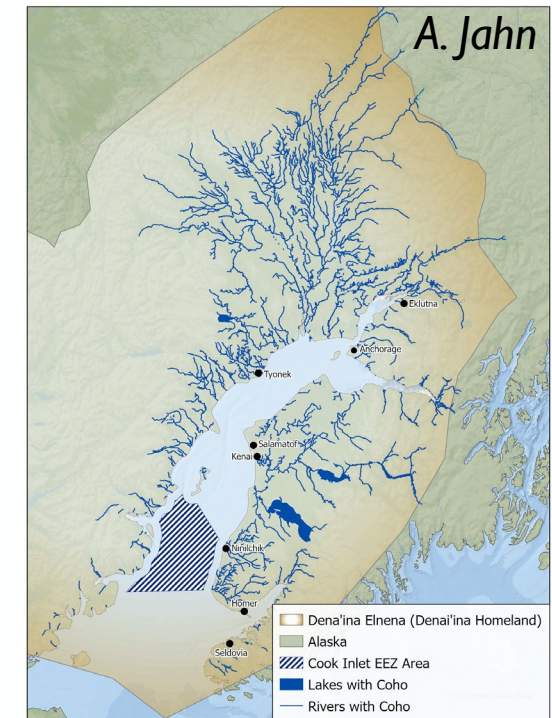 A. Jahn
Eklutna
Anchorage
Tyonek
Salamatof
Kenai
Ninilchik
Homer
Seldovia
Dena'ina Elnena (Denai'ina Homeland)
Alaska
Cook Inlet EEZ Area
Lakes with Coho
Rivers with Coho